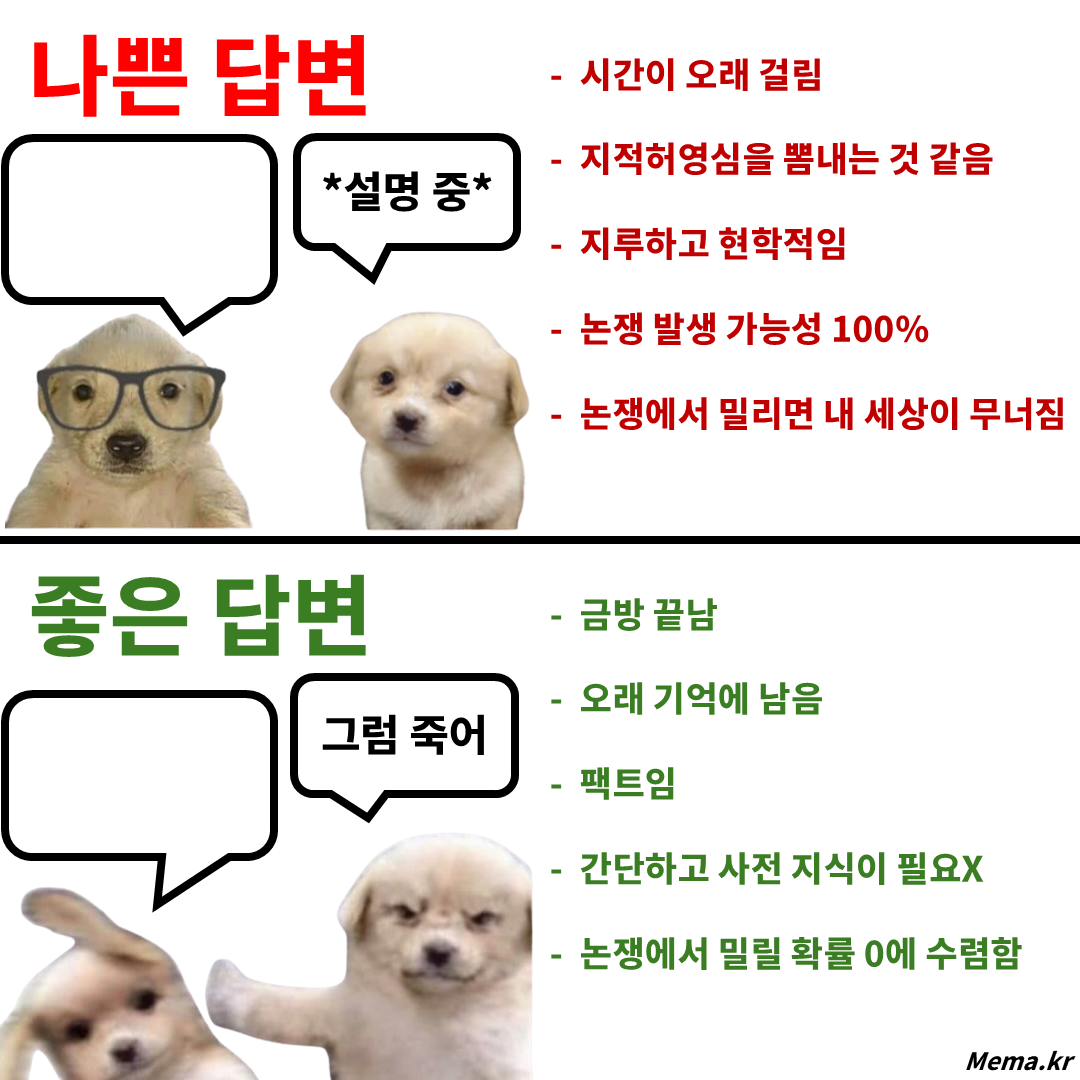 나쁜 답변
*설명 중*
- 시간이 오래 걸림
- 지적허영심을 뽐내는 것 같음
- 지루하고 현학적임
- 논쟁 발생 가능성 100%
- 논쟁에서 밀리면 내 세상이 무너짐
좋은 답변
그럼 죽어
- 금방 끝남
- 오래 기억에 남음
- 팩트임
- 간단하고 사전 지식이 필요X
- 논쟁에서 밀릴 확률 0에 수렴함
Mema.kr